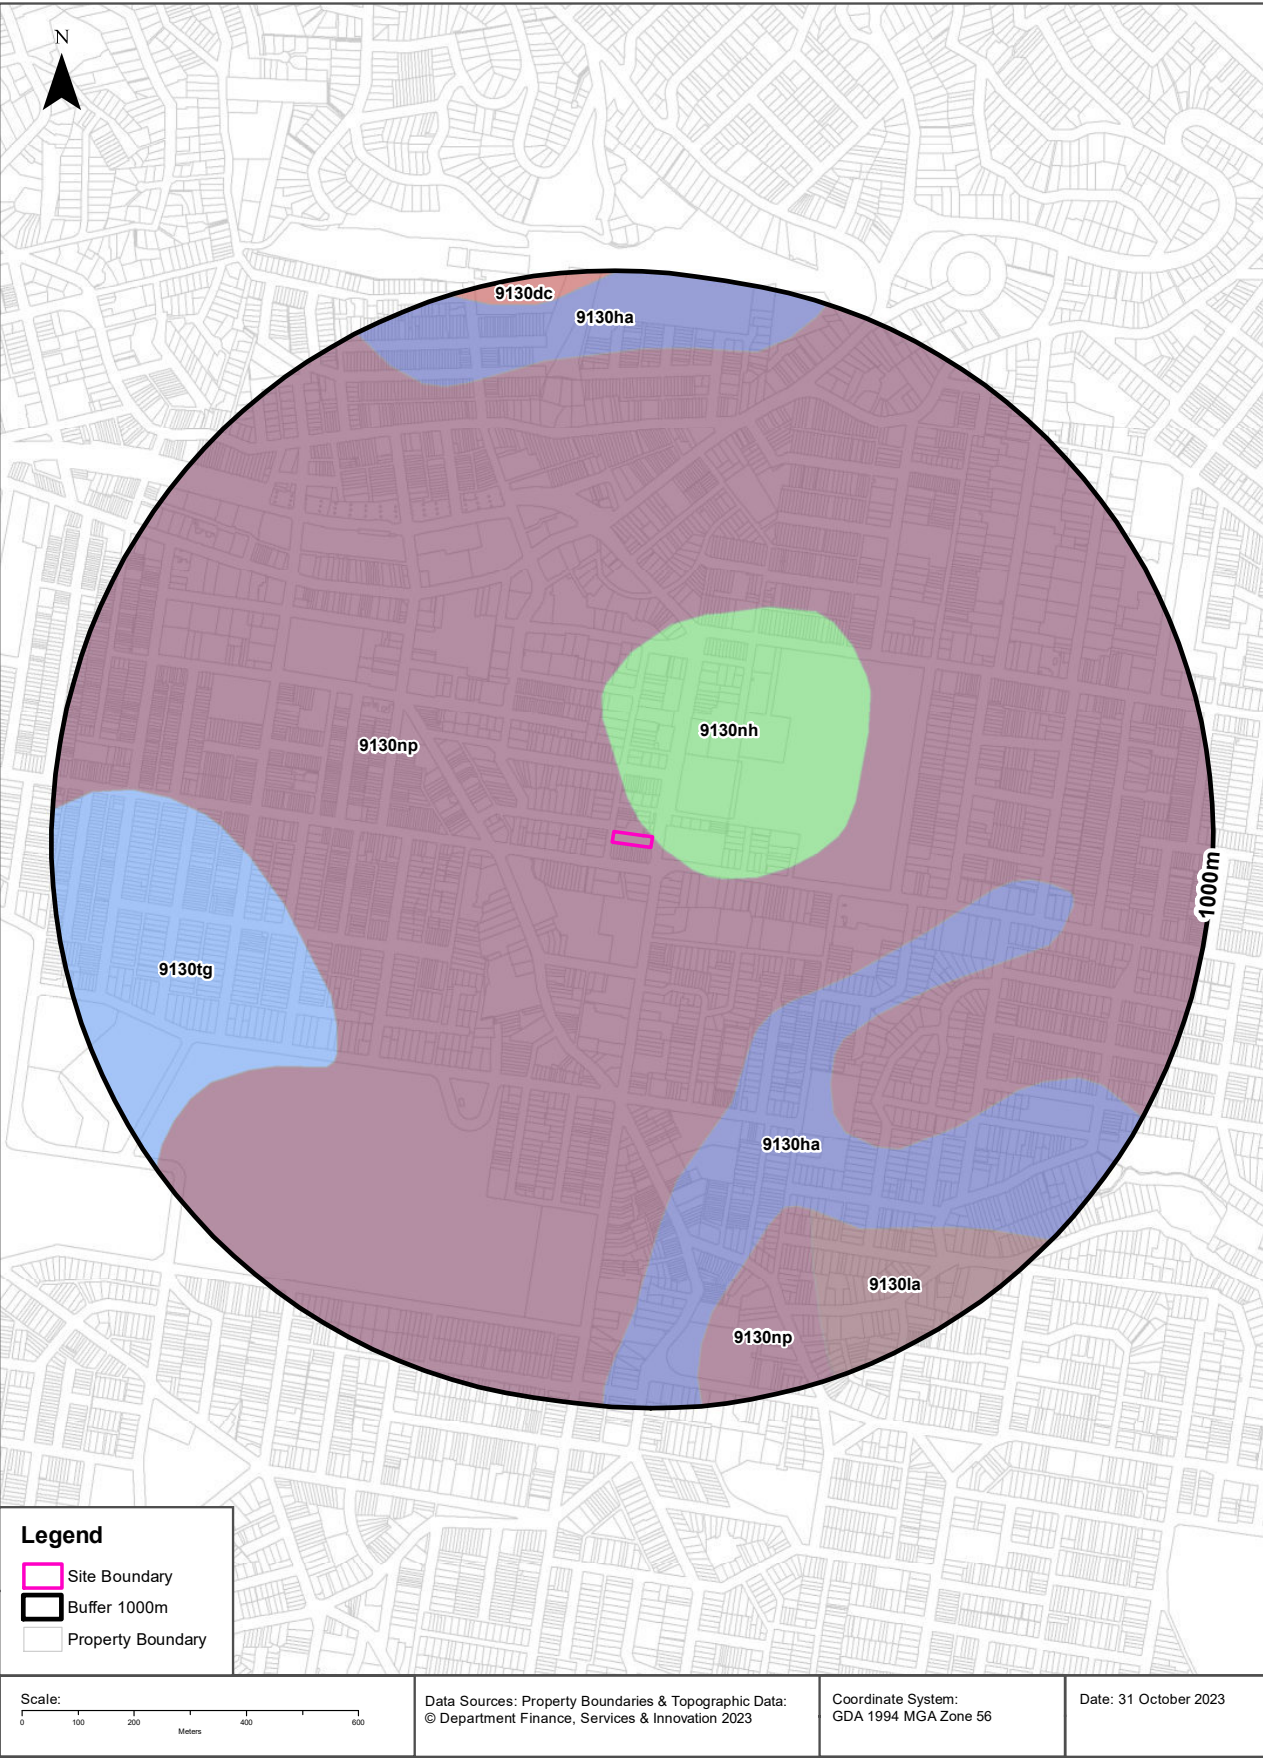 N
9130dc
9130ha
9130nh
9130np
1000m
9130tg
9130ha
9130la
9130np
Legend
Site Boundary
Buffer 1000m
Property Boundary
Scale:
0 100 200 400 600
Meters
Data Sources: Property Boundaries & Topographic Data:
© Department Finance, Services & Innovation 2023
Coordinate System:
GDA 1994 MGA Zone 56
Date: 31 October 2023